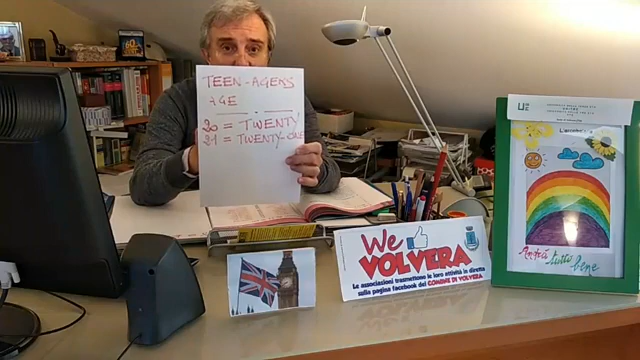 TEEN-AGERS
AGE
20 = TWENTY
21 = TWENTY-ONE
We
VOLVERA
Le associazioni trasmettono le loro attività in diretta
sulla pagina facebook del COMUNE DI VOLVERA
Andrà tutto
bene
60